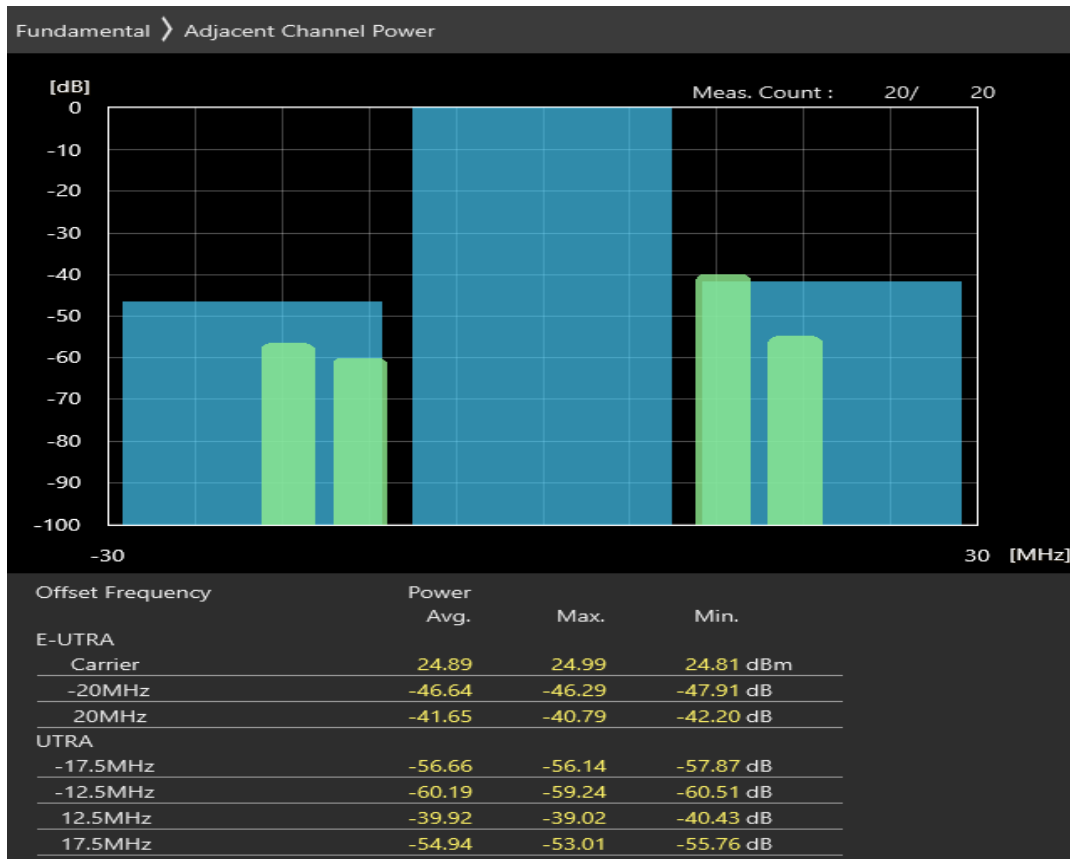 Fundamental 〉 Adjacent Channel Power
[dB]
Meas. Count : 20/ 20
0
-10
-20
-30
-40
-50
-60
-70
-80
-90
-100
-30 30 [MHz]
Offset Frequency Power
Avg. Max. Min.
E-UTRA
Carrier 24.89 24.99 24.81 dBm
-20MHz -46.64 -46.29 -47.91 dB
20MHz -41.65 -40.79 -42.20 dB
UTRA
-17.5MHz -56.66 -56.14 -57.87 dB
-12.5MHz -60.19 -59.24 -60.51 dB
12.5MHz -39.92 -39.02 -40.43 dB
17.5MHz -54.94 -53.01 -55.76 dB